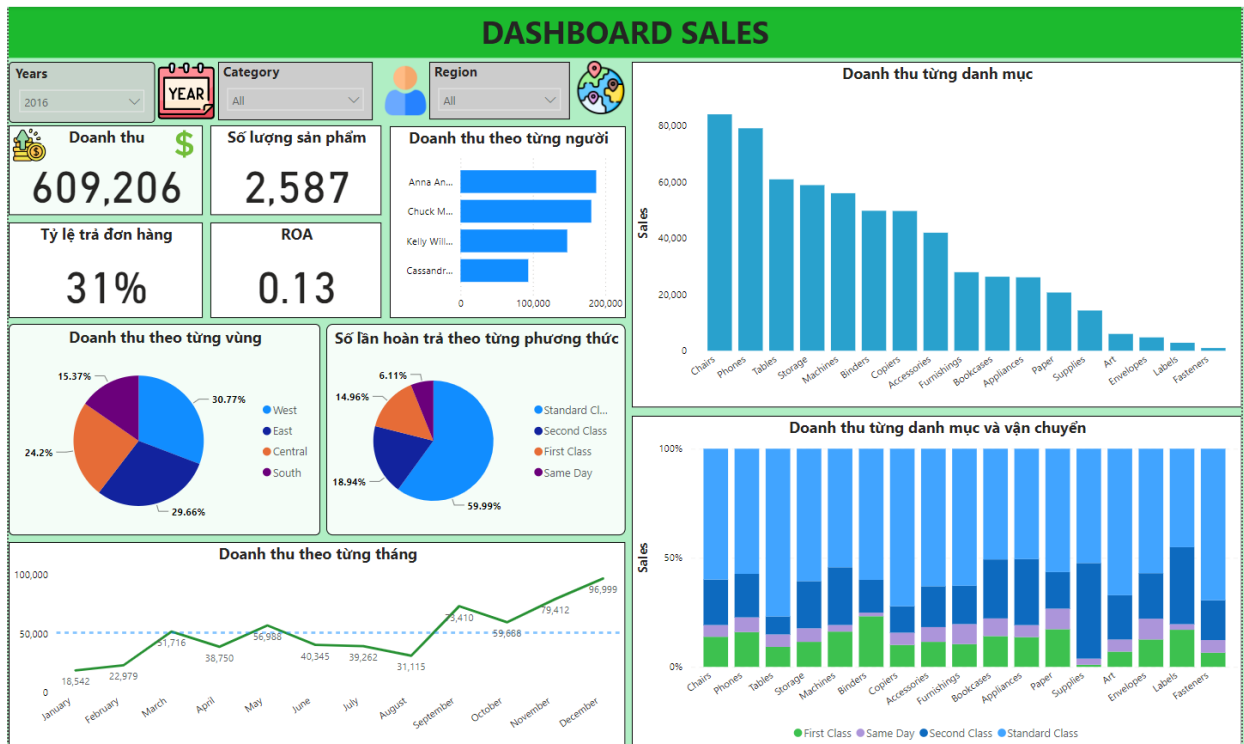 DASHBOARD SALES
Years
2016
YEAR
Category
All
Region
All
Doanh thu
$
609,206
Số lượng sản phẩm
2,587
Tỷ lệ trả đơn hàng
31%
ROA
0.13
Doanh thu theo từng người
Anna An...
Chuck M...
Kelly Will...
Cassandr...
0
100,000
200,000
Doanh thu từng danh mục
Sales
80,000
60,000
40,000
20,000
0
Chairs
Phones
Tables
Storage
Machines
Binders
Copiers
Accessories
Furnishings
Bookcases
Appliances
Paper
Supplies
Art
Envelopes
Labels
Fasteners
Doanh thu theo từng vùng
15.37%
30.77%
24.2%
29.66%
West
East
Central
South
Số lần hoàn trả theo từng phương thức
6.11%
14.96%
18.94%
59.99%
Standard Cl...
Second Class
First Class
Same Day
Doanh thu theo từng tháng
100,000
50,000
0
18,542
22,979
51,716
38,750
56,988
40,345
39,262
31,115
73,410
59,688
79,412
96,999
January
February
March
April
May
June
July
August
September
October
November
December
Doanh thu từng danh mục và vận chuyển
Sales
100%
50%
0%
Chairs
Phones
Tables
Storage
Machines
Binders
Copiers
Accessories
Furnishings
Bookcases
Appliances
Paper
Supplies
Art
Envelopes
Labels
Fasteners
First Class
Same Day
Second Class
Standard Class